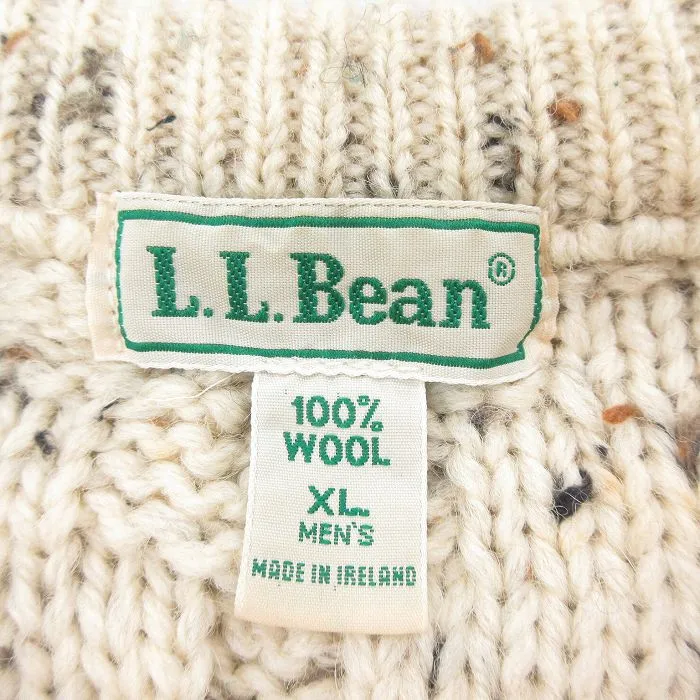 L.L.Bean®
100%
WOOL
XL
MEN'S
MADE IN IRELAND